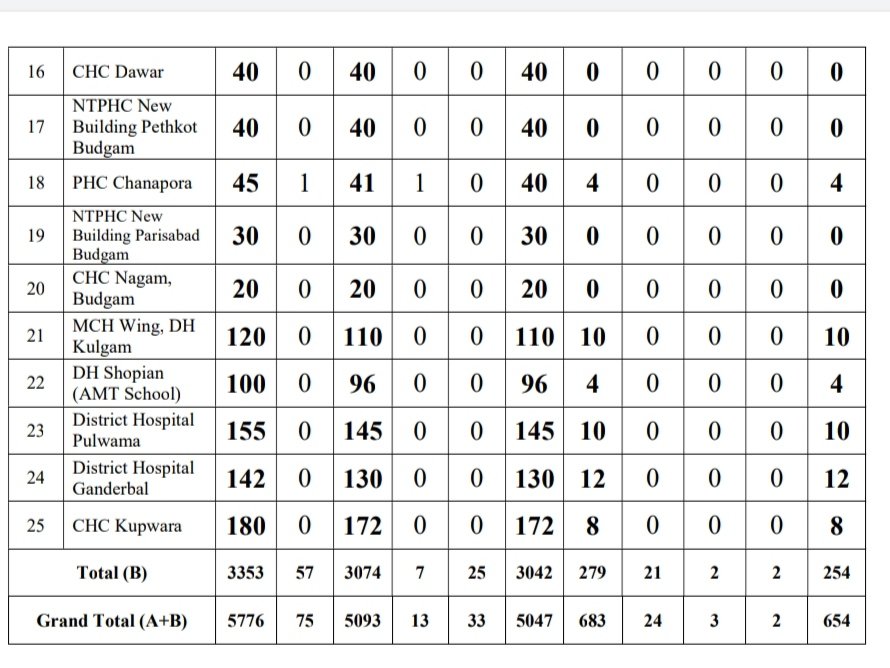 16 CHC Dawar 40 0 40 0 0 40 0 0 0 0 0
NTPHC New
17 Building Pethkot 40 0 40 0 0 40 0 0 0 0 0
Budgam
18 PHC Chanapora 45 1 41 1 0 40 4 0 0 0 4
NTPHC New
19 Building Parisabad 30 0 30 0 0 30 0 0 0 0 0
Budgam
20 CHC Nagam, 20 0 20 0 0 20 0 0 0 0 0
Budgam
21 MCH Wing, DH 120 0 110 0 0 110 10 0 0 0 10
Kulgam
22 DH Shopian 100 0 96 0 0 96 4 0 0 0 4
(AMT School)
23 District Hospital 155 0 145 0 0 145 10 0 0 0 10
Pulwama
24 District Hospital 142 0 130 0 0 130 12 0 0 0 12
Ganderbal
25 CHC Kupwara 180 0 172 0 0 172 8 0 0 0 8
Total (B) 3353 57 3074 7 25 3042 279 21 2 2 254
Grand Total (A+B) 5776 75 5093 13 33 5047 683 24 3 2 654